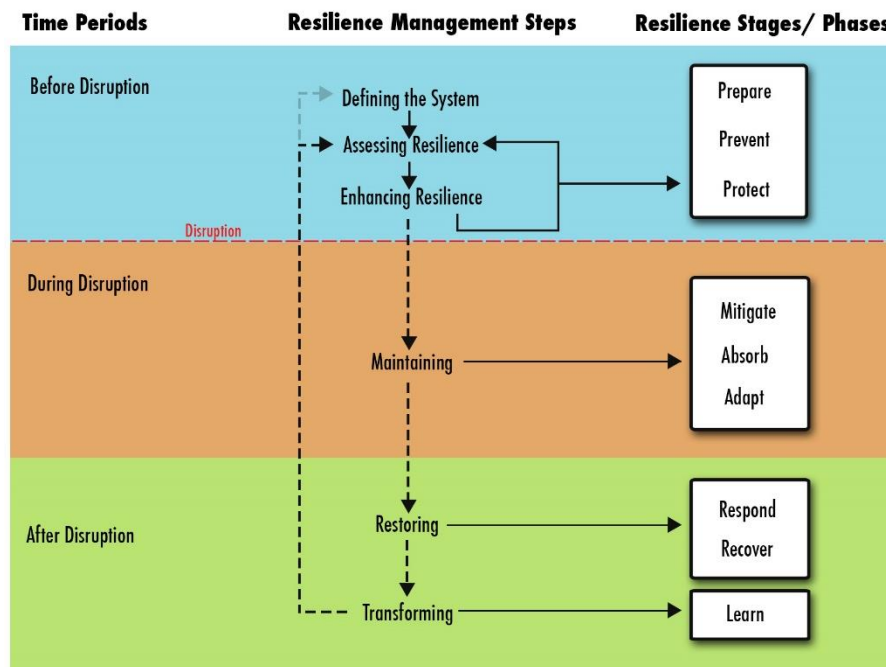 Time Periods
Resilience Management Steps
Resilience Stages/ Phases
Before Disruption
Defining the System
Assessing Resilience
Enhancing Resilience
Prepare
Prevent
Protect
Disruption
During Disruption
Maintaining
Mitigate
Absorb
Adapt
After Disruption
Restoring
Respond
Recover
Transforming
Learn